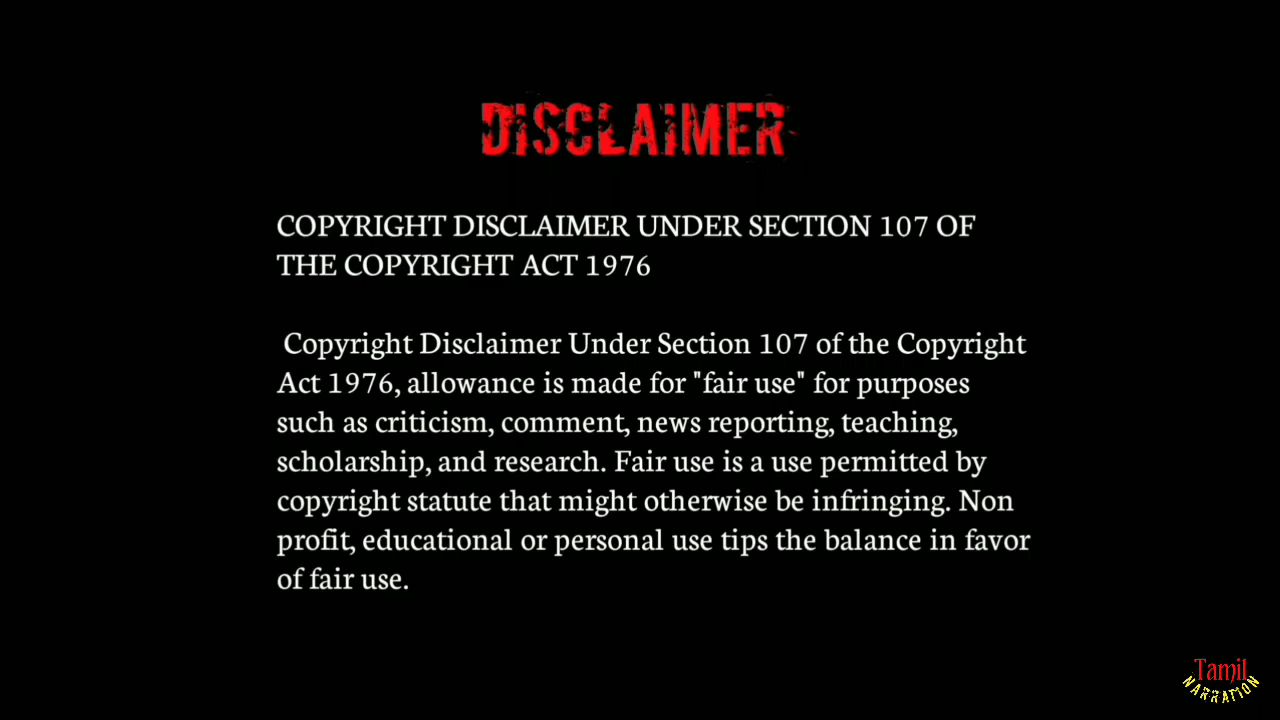 DISCLAIMER
COPYRIGHT DISCLAIMER UNDER SECTION 107 OF
THE COPYRIGHT ACT 1976
Copyright Disclaimer Under Section 107 of the Copyright
Act 1976, allowance is made for "fair use" for purposes
such as criticism, comment, news reporting, teaching,
scholarship, and research. Fair use is a use permitted by
copyright statute that might otherwise be infringing. Non
profit, educational or personal use tips the balance in favor
of fair use.
Tamil
NARRATION